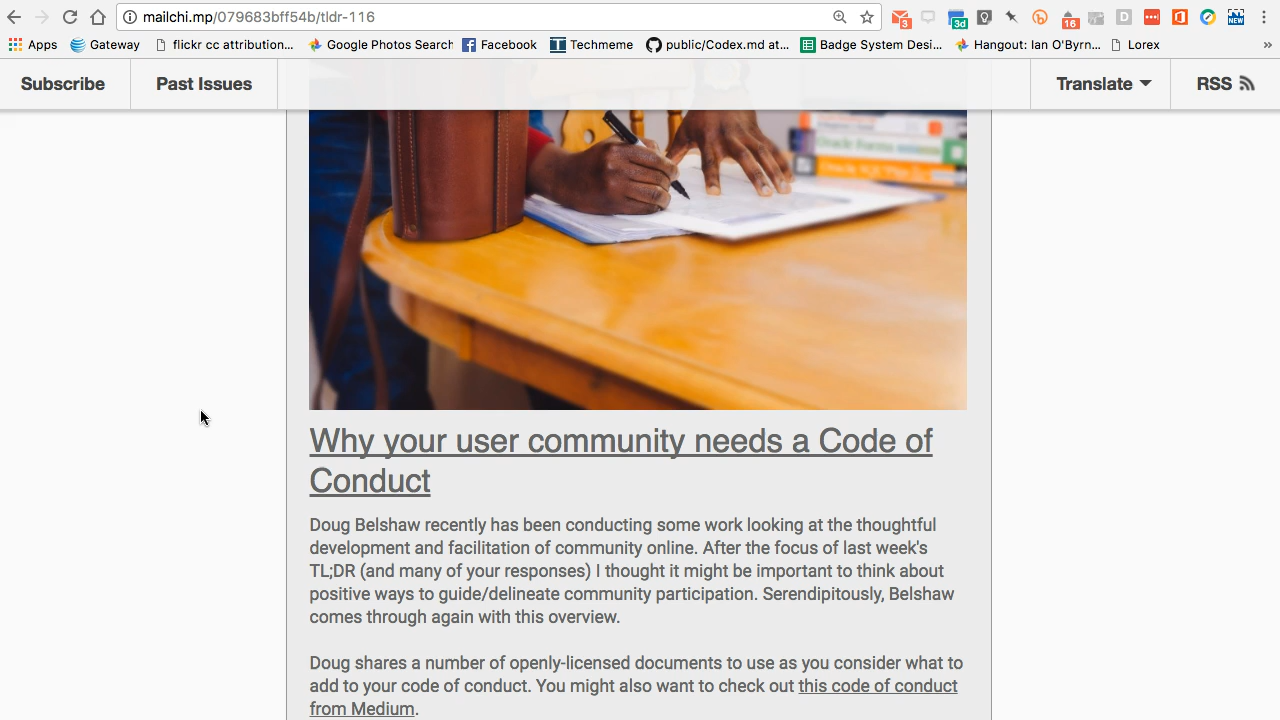 mailchi.mp/079683bff54b/tldr-116
3
3d
16
D
NEW
Apps
Gateway
flickr cc attribution...
Google Photos Search
Facebook
Techmeme
public/Codex.md at...
Badge System Desi...
Hangout: Ian O'Byrn...
Lorex
»
Subscribe
Past Issues
Translate
RSS
Oracle Forms
Why your user community needs a Code of
Conduct
Doug Belshaw recently has been conducting some work looking at the thoughtful
development and facilitation of community online. After the focus of last week's
TL;DR (and many of your responses) I thought it might be important to think about
positive ways to guide/delineate community participation. Serendipitously, Belshaw
comes through again with this overview.
Doug shares a number of openly-licensed documents to use as you consider what to
add to your code of conduct. You might also want to check out this code of conduct
from Medium.